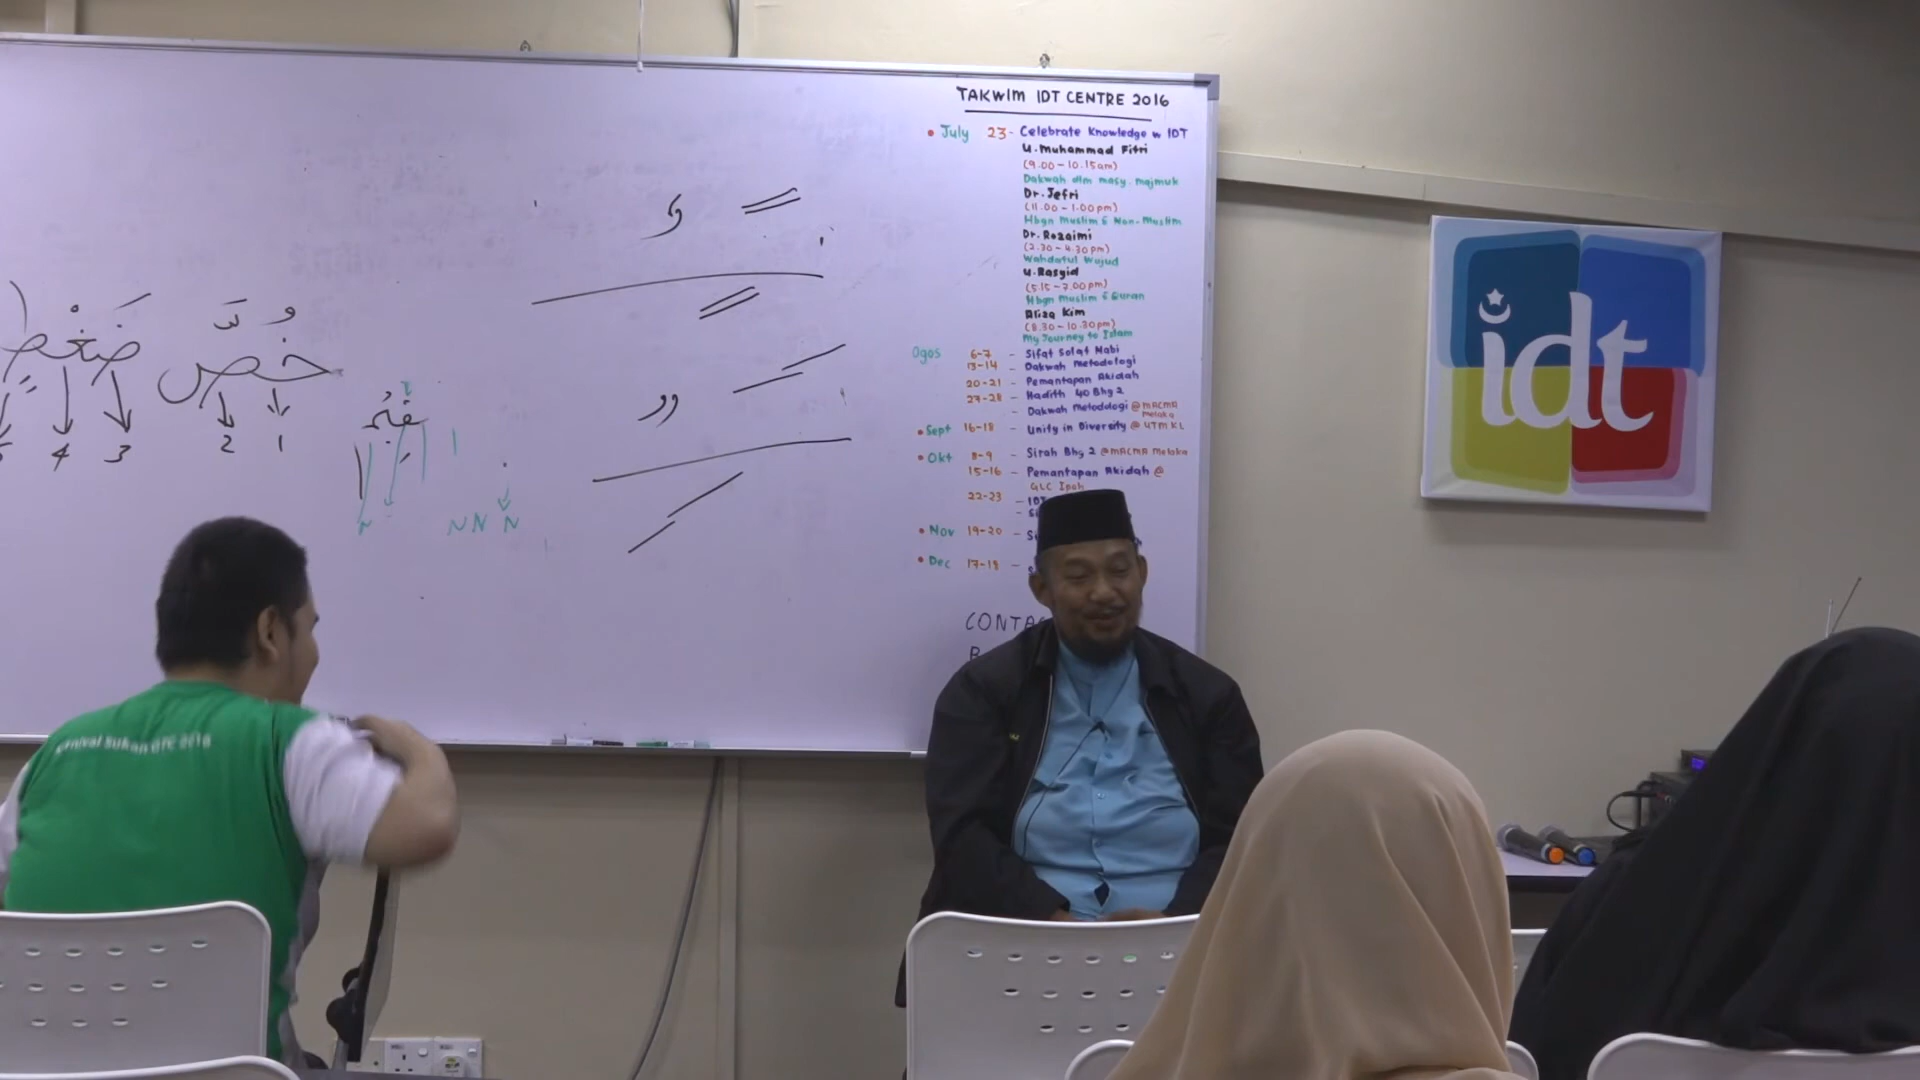 TAKWIM IDT CENTRE 2016
• July 23 - Celebrate Knowledge w IDT
U. Muhammad Fitri
(9.00 - 10.15am)
Dakwah dlm masy. majmuk
Dr. Jefri
(11.00 - 1.00pm)
Hbgn Muslim & Non-Muslim
Dr. Rozaimi
(2.30 - 4.30pm)
Wahdatul Wujud
U. Rasyid
(5.15 - 7.00pm)
Hbgn Muslim & Quran
Aliza Kim
(8.30 - 10.30pm)
My Journey to Islam
Ogos 6-7 - Sifat Solat Nabi
13-14 - Dakwah Metodologi
20-21 - Pemantapan Akidah
27-28 - Hadith 40 Bhg 2
- Dakwah Metodologi @ MACMA Melaka
• Sept 16-18 - Unity in Diversity @ UTM KL
• Okt 8-9 - Sirah Bhg 2 @ MACMA Melaka
15-16 - Pemantapan Akidah @
GLC Ipoh
22-23 - IDT
• Nov 19-20 -
• Dec 17-18 -
خُصَّ ضَغْطٍ
1 2 3 4
N N N N
idt